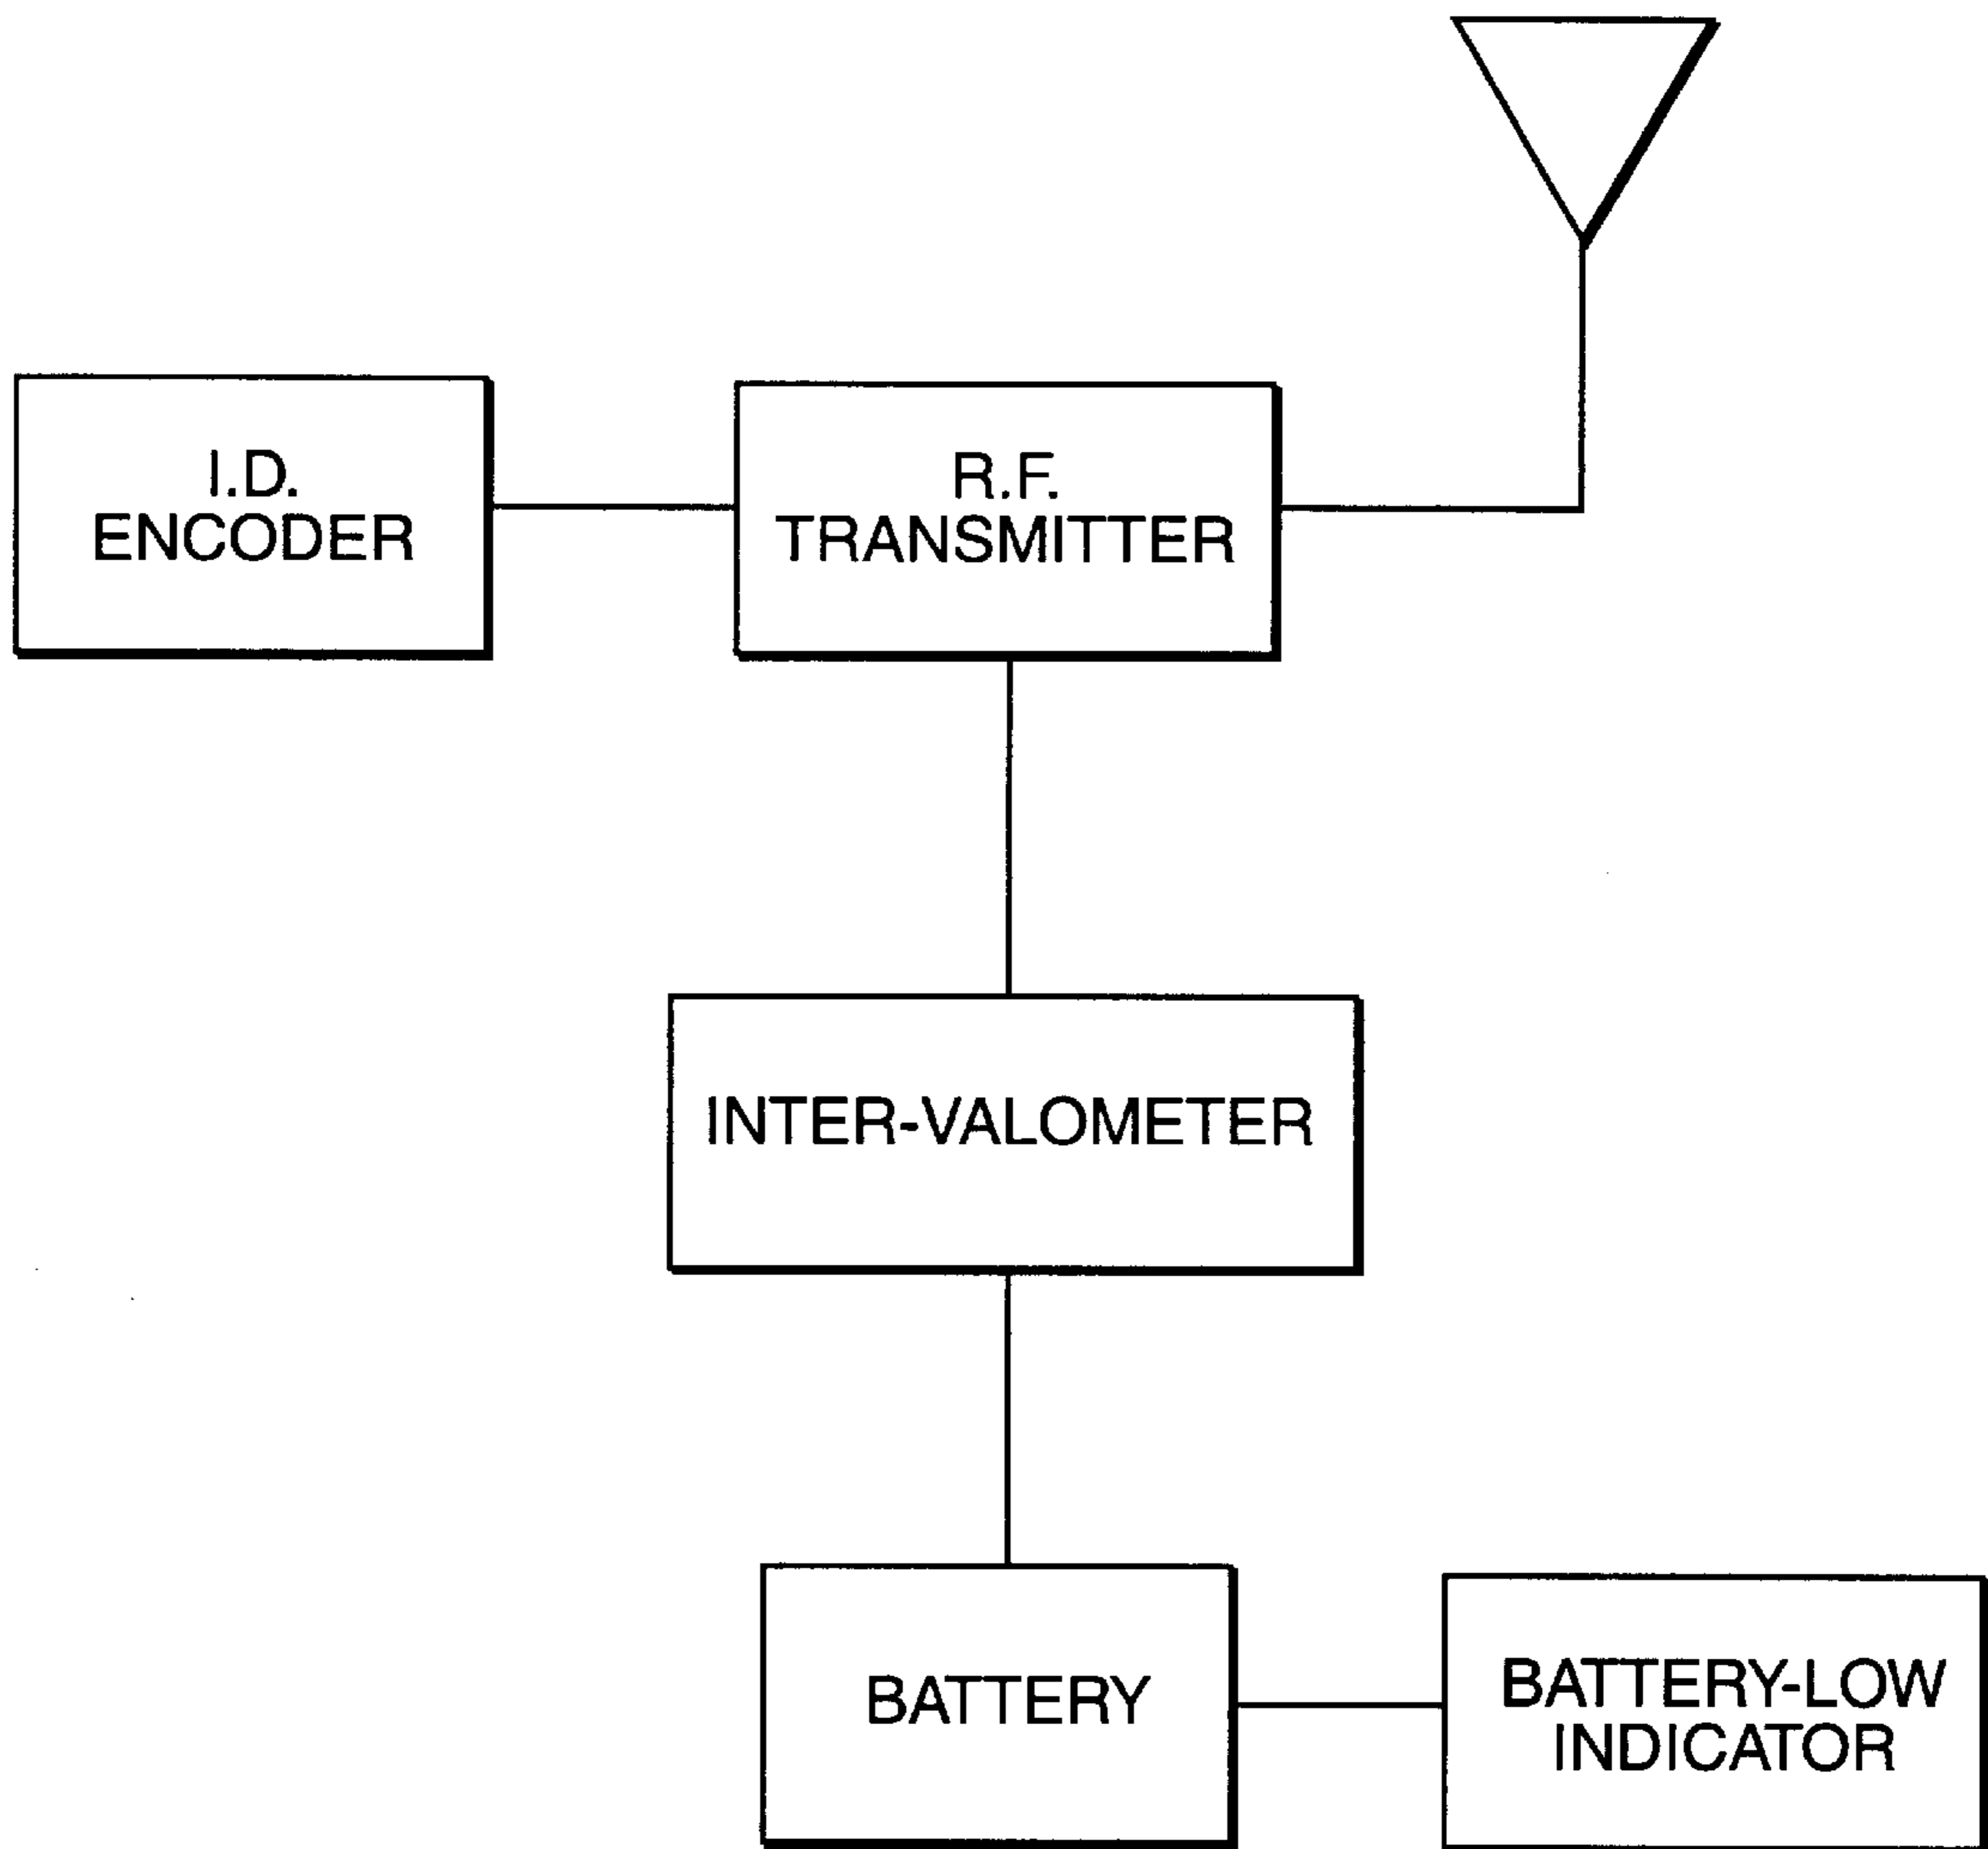 I.D.
ENCODER
R.F.
TRANSMITTER
INTER-VALOMETER
BATTERY
BATTERY-LOW
INDICATOR